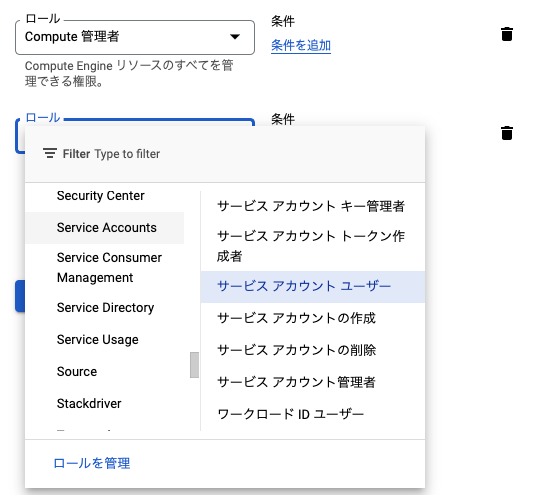 ロール
Compute 管理者
条件
条件を追加
Compute Engine リソースのすべてを管
理できる権限。
ロール
条件
Filter Type to filter
Security Center
Service Accounts
Service Consumer
Management
Service Directory
Service Usage
Source
Stackdriver
サービス アカウント キー管理者
サービス アカウント トークン作
成者
サービス アカウント ユーザー
サービス アカウントの作成
サービス アカウントの削除
サービス アカウント管理者
ワークロード ID ユーザー
ロールを管理